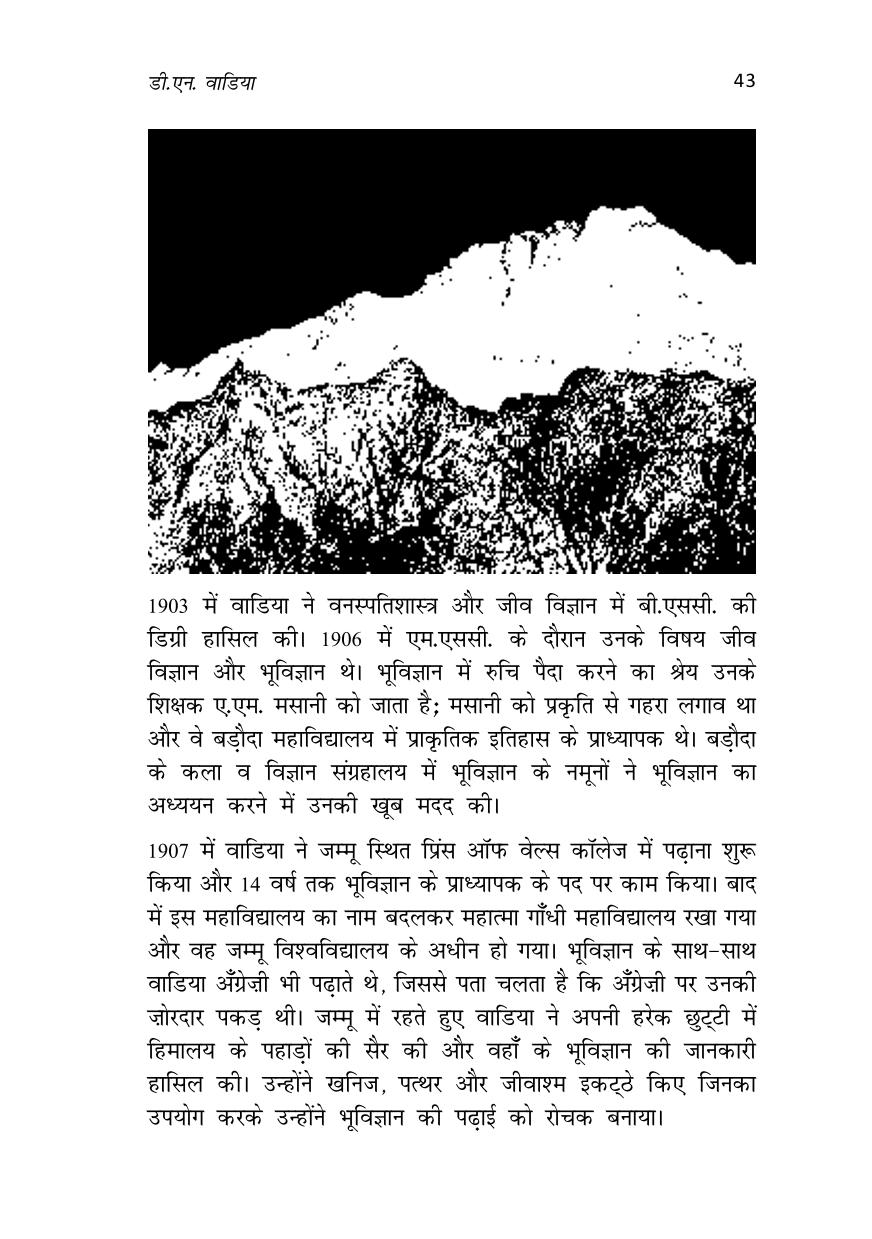 डी.एन. वाडिया 43
1903 में वाडिया ने वनस्पतिशास्त्र और जीव विज्ञान में बी.एससी. की
डिग्री हासिल की। 1906 में एम.एससी. के दौरान उनके विषय जीव
विज्ञान और भूविज्ञान थे। भूविज्ञान में रुचि पैदा करने का श्रेय उनके
शिक्षक ए.एम. मसानी को जाता है; मसानी को प्रकृति से गहरा लगाव था
और वे बड़ौदा महाविद्यालय में प्राकृतिक इतिहास के प्राध्यापक थे। बड़ौदा
के कला व विज्ञान संग्रहालय में भूविज्ञान के नमूनों ने भूविज्ञान का
अध्ययन करने में उनकी खूब मदद की।
1907 में वाडिया ने जम्मू स्थित प्रिंस ऑफ वेल्स कॉलेज में पढ़ाना शुरू
किया और 14 वर्ष तक भूविज्ञान के प्राध्यापक के पद पर काम किया। बाद
में इस महाविद्यालय का नाम बदलकर महात्मा गाँधी महाविद्यालय रखा गया
और वह जम्मू विश्वविद्यालय के अधीन हो गया। भूविज्ञान के साथ-साथ
वाडिया अँग्रेज़ी भी पढ़ाते थे, जिससे पता चलता है कि अँग्रेज़ी पर उनकी
ज़ोरदार पकड़ थी। जम्मू में रहते हुए वाडिया ने अपनी हरेक छुट्टी में
हिमालय के पहाड़ों की सैर की और वहाँ के भूविज्ञान की जानकारी
हासिल की। उन्होंने खनिज, पत्थर और जीवाश्म इकट्ठे किए जिनका
उपयोग करके उन्होंने भूविज्ञान की पढ़ाई को रोचक बनाया।